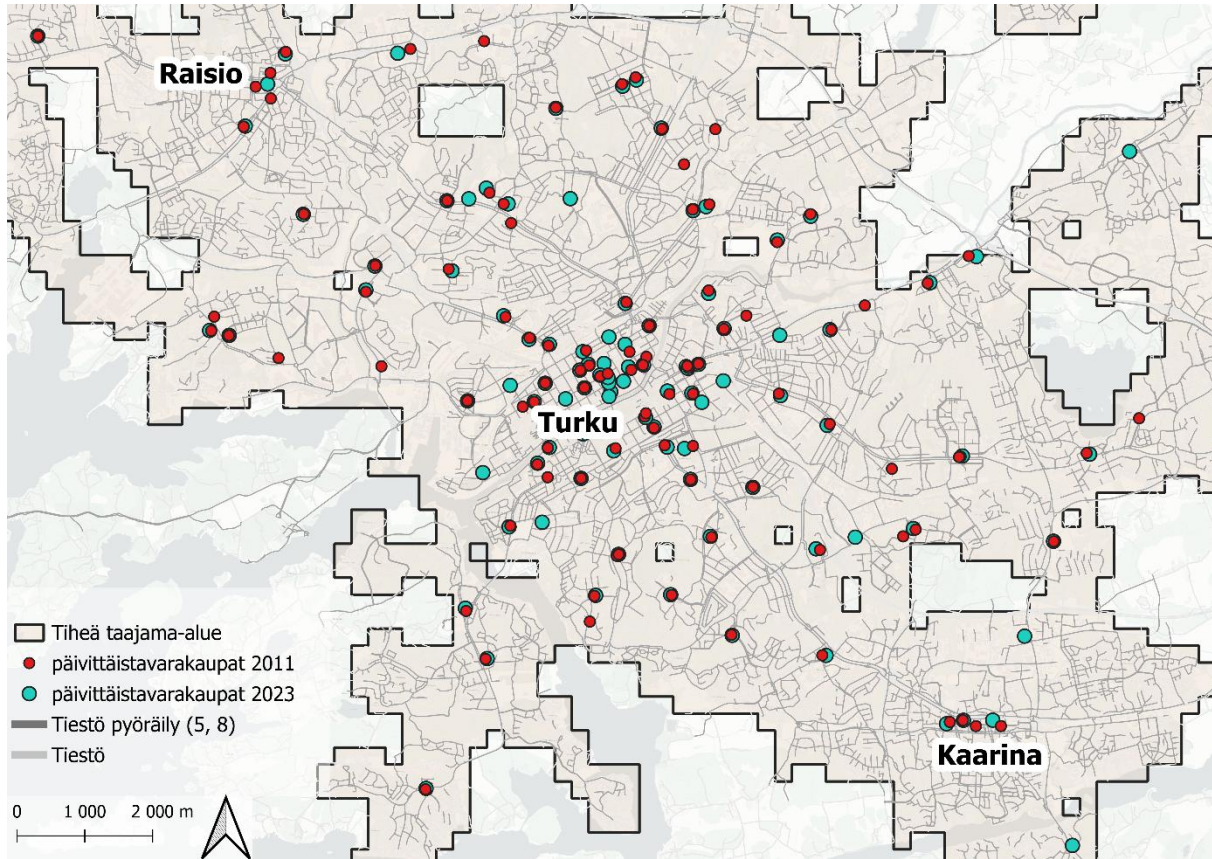 Raisio
Turku
Kaarina
Tiheä taajama-alue
päivittäistavarakaupat 2011
päivittäistavarakaupat 2023
Tiestö pyöräily (5, 8)
Tiestö
0 1 000 2 000 m